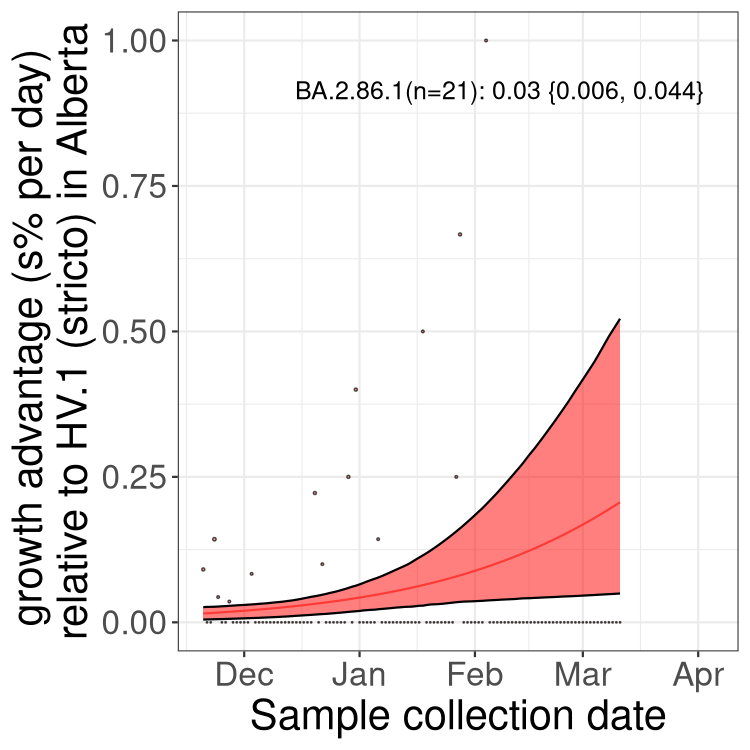 growth advantage (s% per day)
relative to HV.1 (stricto) in Alberta
1.00
0.75
0.50
0.25
0.00
BA.2.86.1(n=21): 0.03 {0.006, 0.044}
Dec Jan Feb Mar Apr
Sample collection date